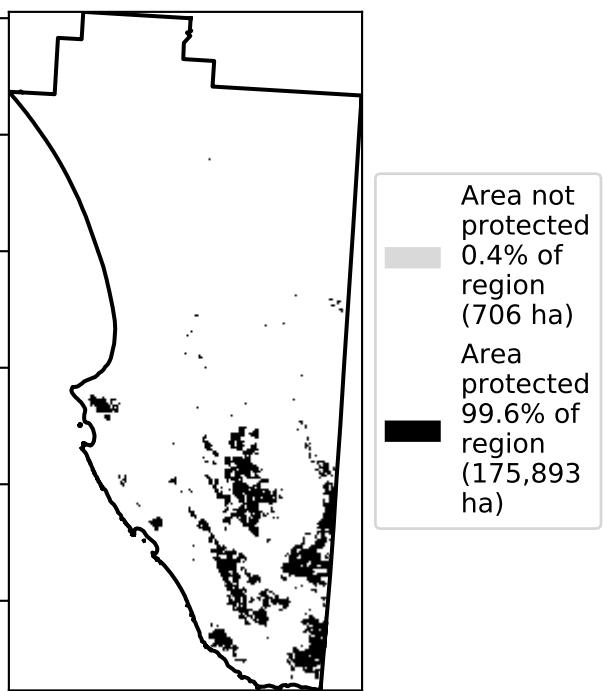 Area not
protected
0.4% of
region
(706 ha)
Area
protected
99.6% of
region
(175,893
ha)